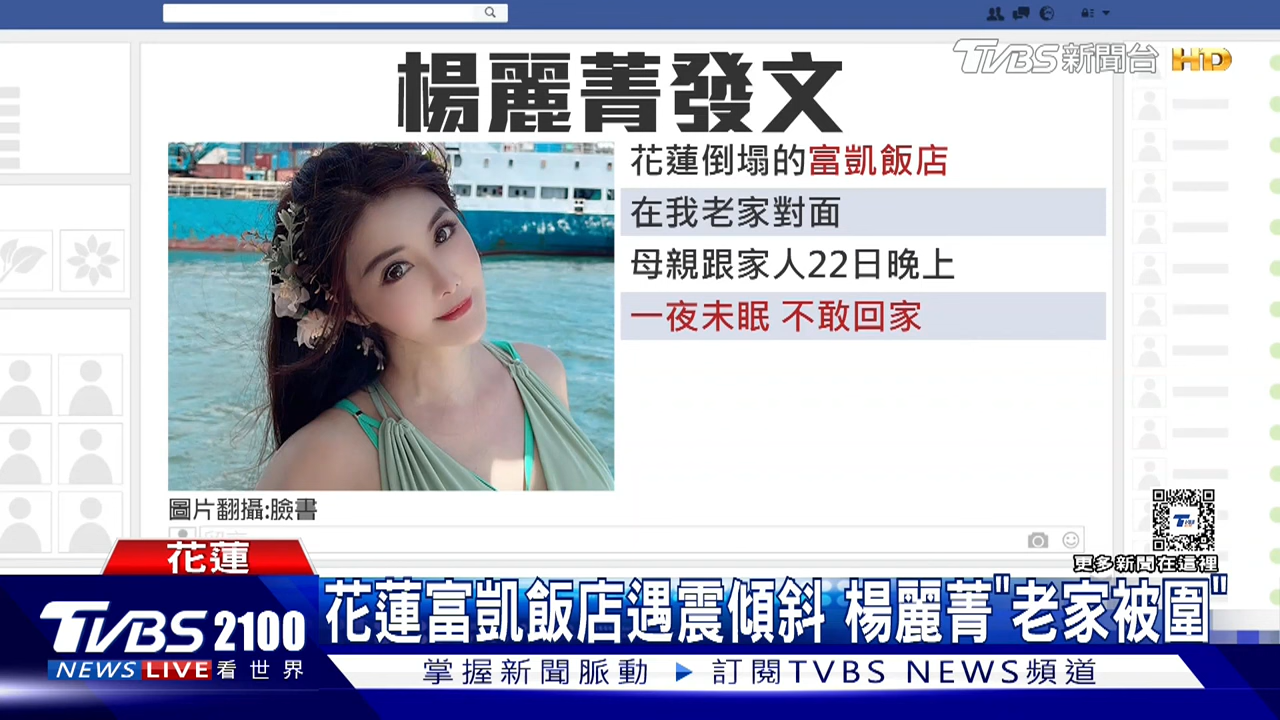 TVBS新聞台 HD
楊麗菁發文
花蓮倒塌的富凱飯店
在我老家對面
母親跟家人22日晚上
一夜未眠 不敢回家
圖片翻攝:臉書
更多新聞在這裡
花蓮
花蓮富凱飯店遇震傾斜 楊麗菁"老家被圍"
TVBS 2100
NEWS LIVE 看世界
掌握新聞脈動 ▶ 訂閱TVBS NEWS頻道